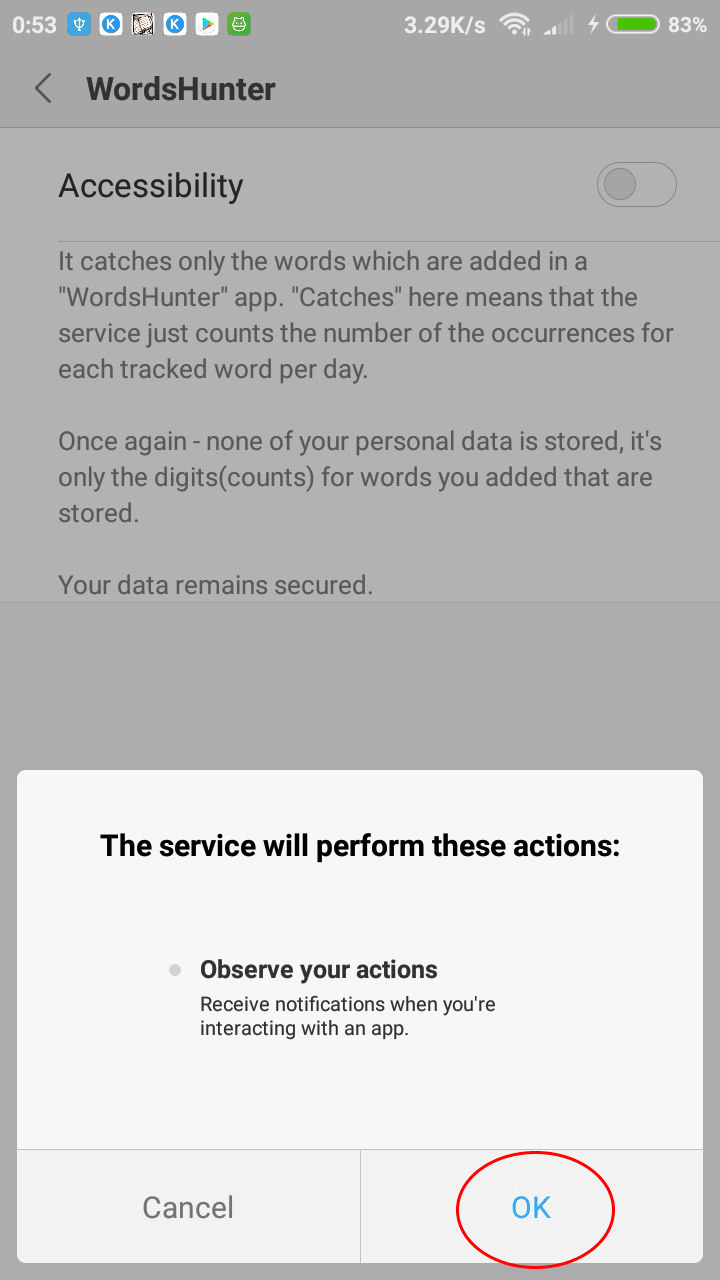 0:53 3.29K/s 83%
WordsHunter
Accessibility
It catches only the words which are added in a
"WordsHunter" app. "Catches" here means that the
service just counts the number of the occurrences for
each tracked word per day.
Once again - none of your personal data is stored, it's
only the digits(counts) for words you added that are
stored.
Your data remains secured.
The service will perform these actions:
Observe your actions
Receive notifications when you're
interacting with an app.
Cancel OK